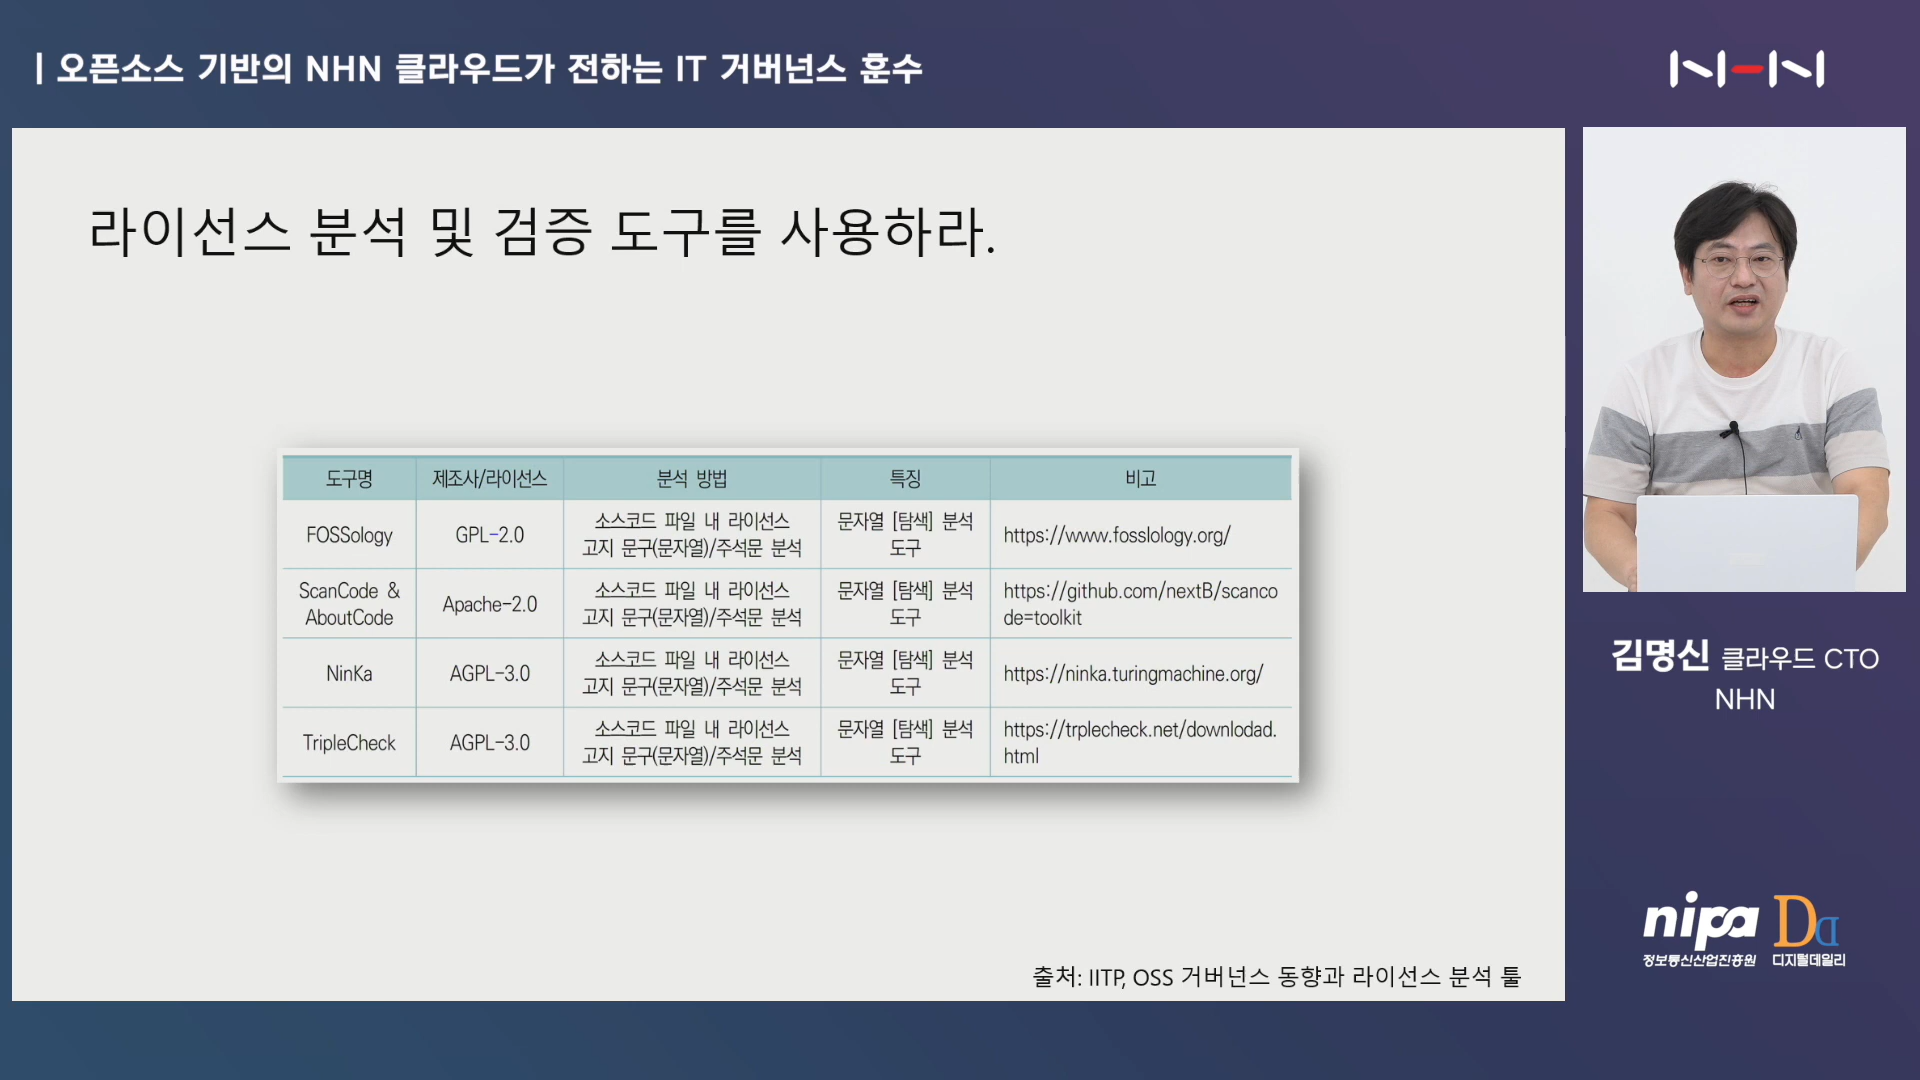 | 오픈소스 기반의 NHN 클라우드가 전하는 IT 거버넌스 훈수
NHN
라이선스 분석 및 검증 도구를 사용하라.
도구명 제조사/라이선스 분석 방법 특징 비고
FOSSology GPL-2.0 소스코드 파일 내 라이선스 고지 문구(문자열)/주석문 분석 문자열 [탐색] 분석 도구 https://www.fosslology.org/
ScanCode & AboutCode Apache-2.0 소스코드 파일 내 라이선스 고지 문구(문자열)/주석문 분석 문자열 [탐색] 분석 도구 https://github.com/nextB/scancode=toolkit
NinKa AGPL-3.0 소스코드 파일 내 라이선스 고지 문구(문자열)/주석문 분석 문자열 [탐색] 분석 도구 https://ninka.turingmachine.org/
TripleCheck AGPL-3.0 소스코드 파일 내 라이선스 고지 문구(문자열)/주석문 분석 문자열 [탐색] 분석 도구 https://trplecheck.net/downlodad.html
출처: IITP, OSS 거버넌스 동향과 라이선스 분석 툴
김명신 클라우드 CTO
NHN
nipa Dd
정보통신산업진흥원 디지털데일리